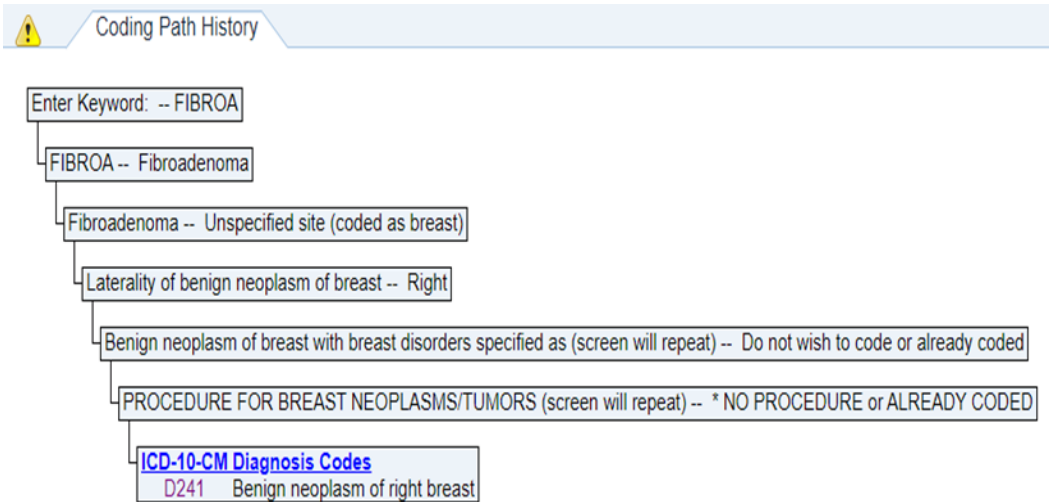 Coding Path History
Enter Keyword: -- FIBROA
FIBROA -- Fibroadenoma
Fibroadenoma -- Unspecified site (coded as breast)
Laterality of benign neoplasm of breast -- Right
Benign neoplasm of breast with breast disorders specified as (screen will repeat) -- Do not wish to code or already coded
PROCEDURE FOR BREAST NEOPLASMS/TUMORS (screen will repeat) -- * NO PROCEDURE or ALREADY CODED
ICD-10-CM Diagnosis Codes
D241 Benign neoplasm of right breast